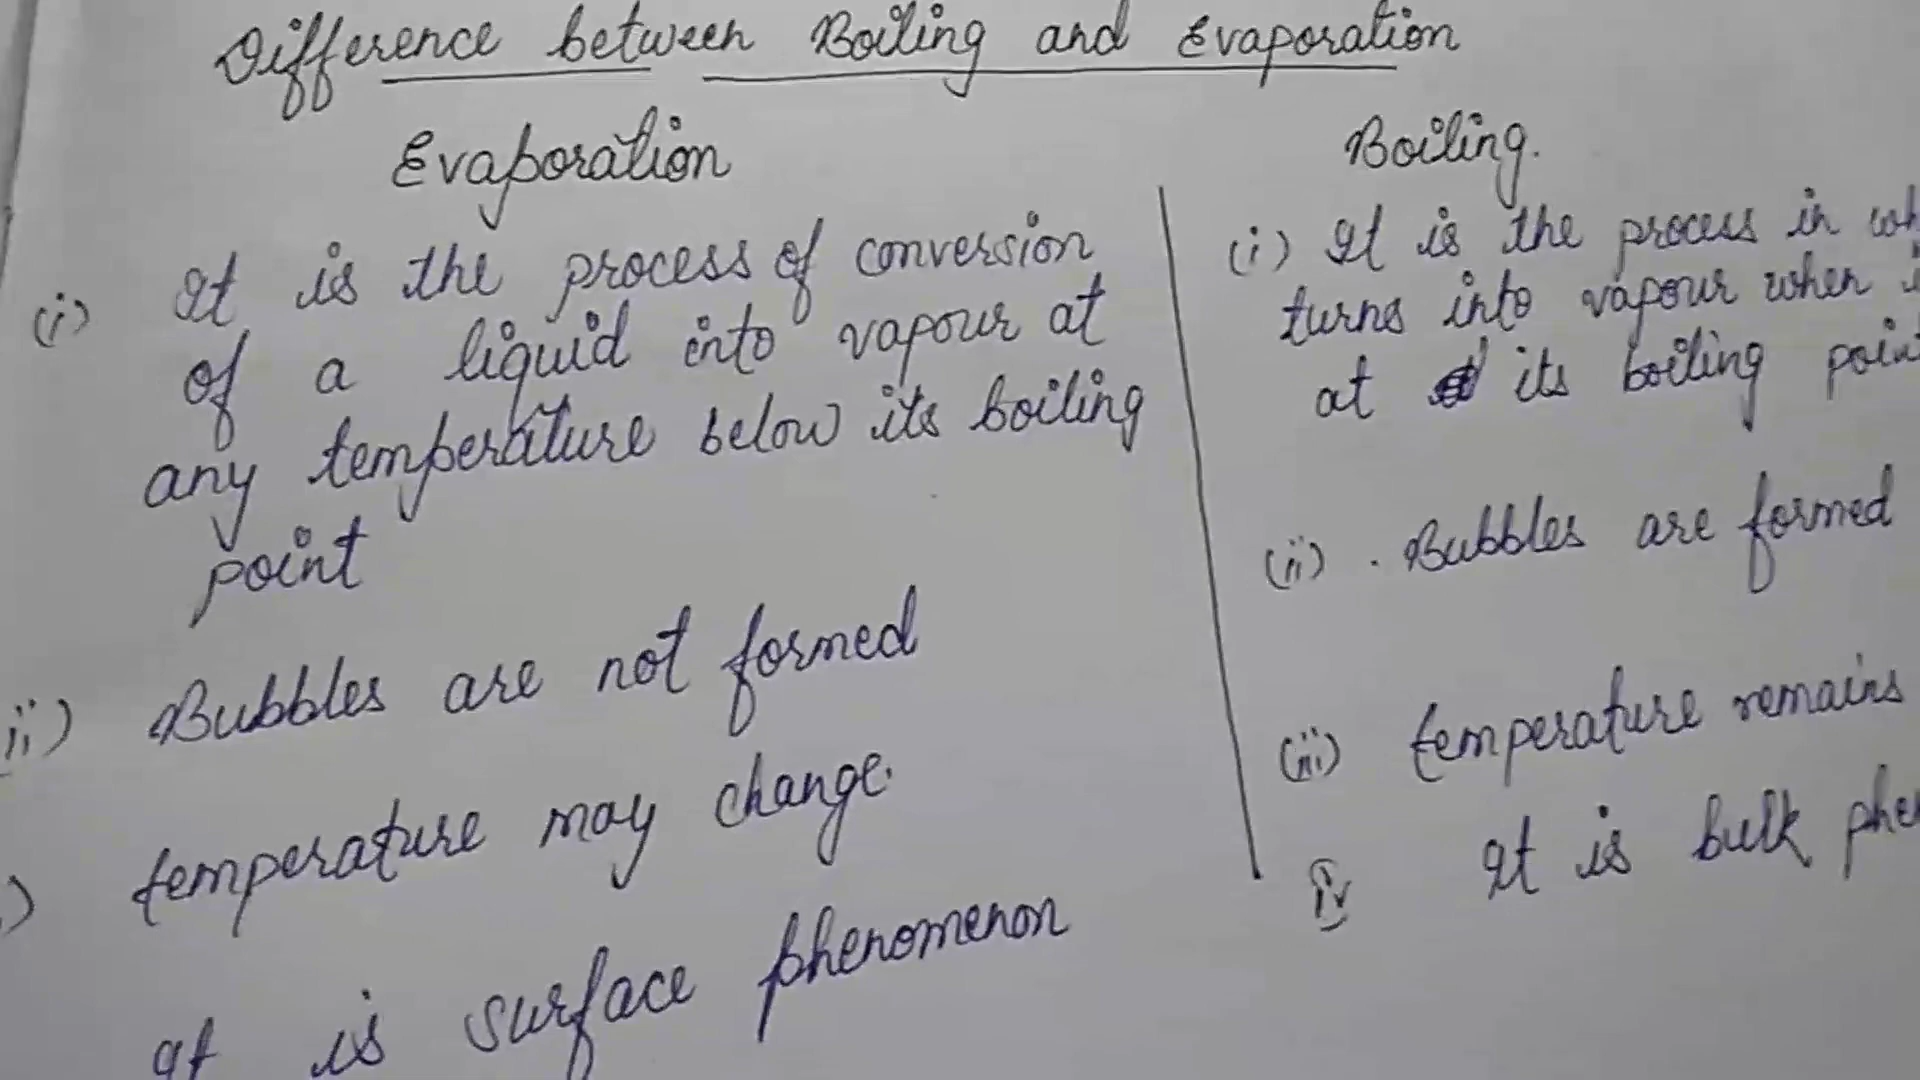 Difference between Boiling and Evaporation
Evaporation
(i) It is the process of conversion
of a liquid into vapour at
any temperature below its boiling
point
ii) Bubbles are not formed
temperature may change.
It is surface phenomenon
Boiling.
(i) It is the process in
turns into vapour when
at its boiling
(ii) . Bubbles are formed
(iii) temperature remains
iv It is bulk